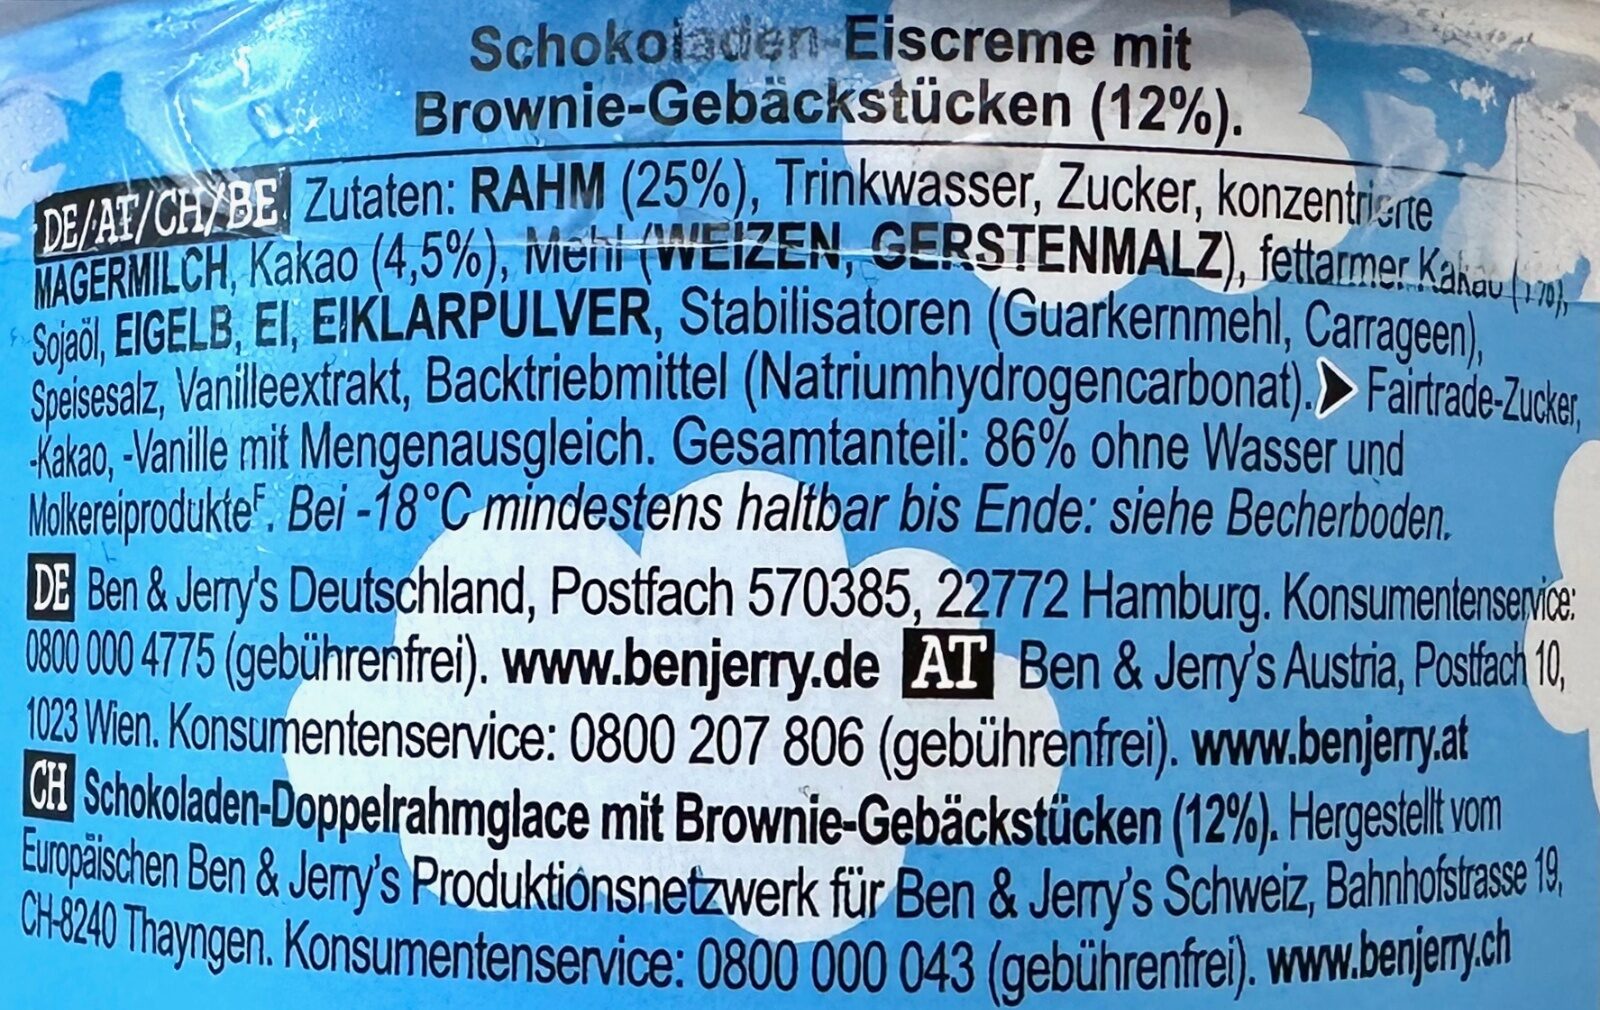 Schokoladen-Eiscreme mit
Brownie-Gebäckstücken (12%).
DE/AT/CH/BE Zutaten: RAHM (25%), Trinkwasser, Zucker, konzentrierte
MAGERMILCH, Kakao (4,5%), Mehl (WEIZEN, GERSTENMALZ), fettarmer Kakao
Sojaöl, EIGELB, EI, EIKLARPULVER, Stabilisatoren (Guarkernmehl, Carrageen),
Speisesalz, Vanilleextrakt, Backtriebmittel (Natriumhydrogencarbonat). Fairtrade-Zucker,
-Kakao, -Vanille mit Mengenausgleich. Gesamtanteil: 86% ohne Wasser und
Molkereiprodukteᶠ. Bei -18°C mindestens haltbar bis Ende: siehe Becherboden.
DE Ben & Jerry's Deutschland, Postfach 570385, 22772 Hamburg. Konsumentenservice:
0800 000 4775 (gebührenfrei). www.benjerry.de AT Ben & Jerry's Austria, Postfach 10,
1023 Wien. Konsumentenservice: 0800 207 806 (gebührenfrei). www.benjerry.at
CH Schokoladen-Doppelrahmglace mit Brownie-Gebäckstücken (12%). Hergestellt vom
Europäischen Ben & Jerry's Produktionsnetzwerk für Ben & Jerry's Schweiz, Bahnhofstrasse 19,
CH-8240 Thayngen. Konsumentenservice: 0800 000 043 (gebührenfrei). www.benjerry.ch